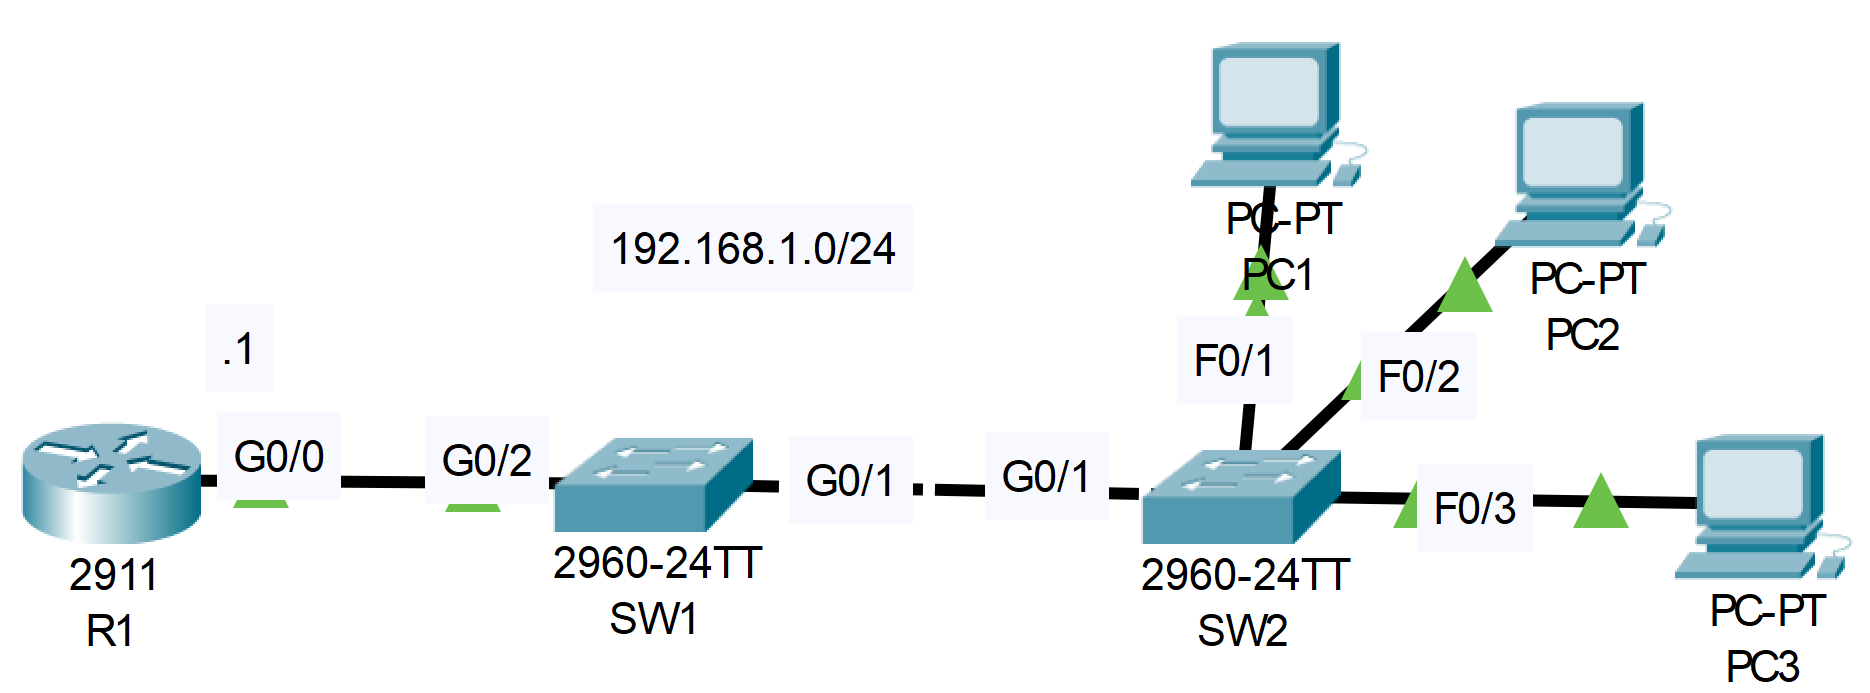 192.168.1.0/24
.1
G0/0
G0/2
G0/1
G0/1
F0/1
F0/2
F0/3
2911
R1
2960-24TT
SW1
2960-24TT
SW2
PC-PT
PC1
PC-PT
PC2
PC-PT
PC3